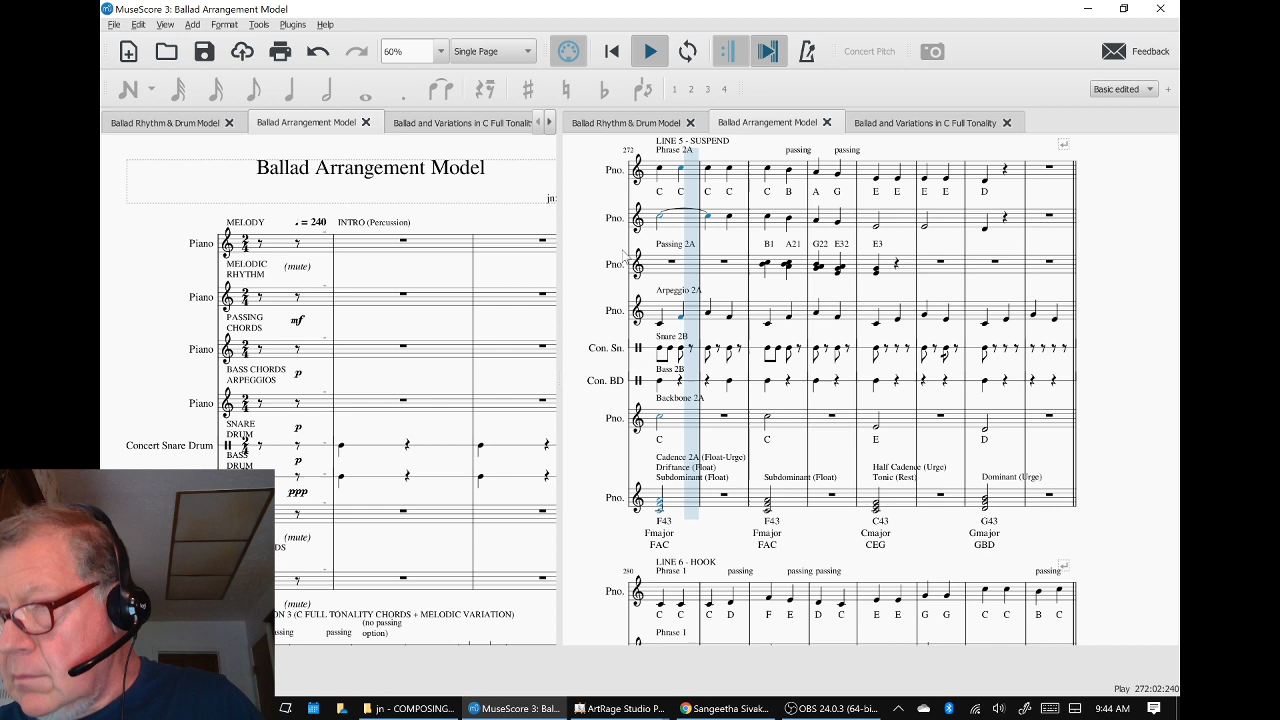 MuseScore 3: Ballad Arrangement Model
File Edit View Add Format Tools Plugins Help
60% Single Page Concert Pitch Feedback
1 2 3 4 Basic edited +
Ballad Rhythm & Drum Model Ballad Arrangement Model Ballad and Variations in C Full Tonalit
Ballad Rhythm & Drum Model Ballad Arrangement Model Ballad and Variations in C Full Tonality
Ballad Arrangement Model
jn:
MELODY = 240 INTRO (Percussion)
Piano
MELODIC (mute)
RHYTHM
Piano
PASSING mf
CHORDS
Piano
BASS CHORDS p
ARPEGGIOS
Piano
SNARE p
DRUM
Concert Snare Drum
BASS p
DRUM
ppp
(mute)
DS
(mute)
ON 3 (C FULL TONALITY CHORDS + MELODIC VARIATION)
(no passing
assing passing option)
LINE 5 - SUSPEND
272 Phrase 2A passing passing
Pno.
C C C C C B A G E E E E D
Pno.
Passing 2A B1 A21 G22 E32 E3
Pno.
Arpeggio 2A
Pno.
Snare 2B
Con. Sn.
Bass 2B
Con. BD
Backbone 2A
Pno.
C C E D
Cadence 2A (Float-Urge)
Driftance (Float) Half Cadence (Urge)
Subdominant (Float) Subdominant (Float) Tonic (Rest) Dominant (Urge)
Pno.
F43 F43 C43 G43
Fmajor Fmajor Cmajor Gmajor
FAC FAC CEG GBD
LINE 6 - HOOK
280 Phrase 1 passing passing passing passing
Pno.
C C C D F E D C E E G G C C B C
Phrase 1
Play 272:02:240
jn - COMPOSING... MuseScore 3: Bal... ArtRage Studio P... Sangeetha Sivak... OBS 24.0.3 (64-bi... 9:44 AM